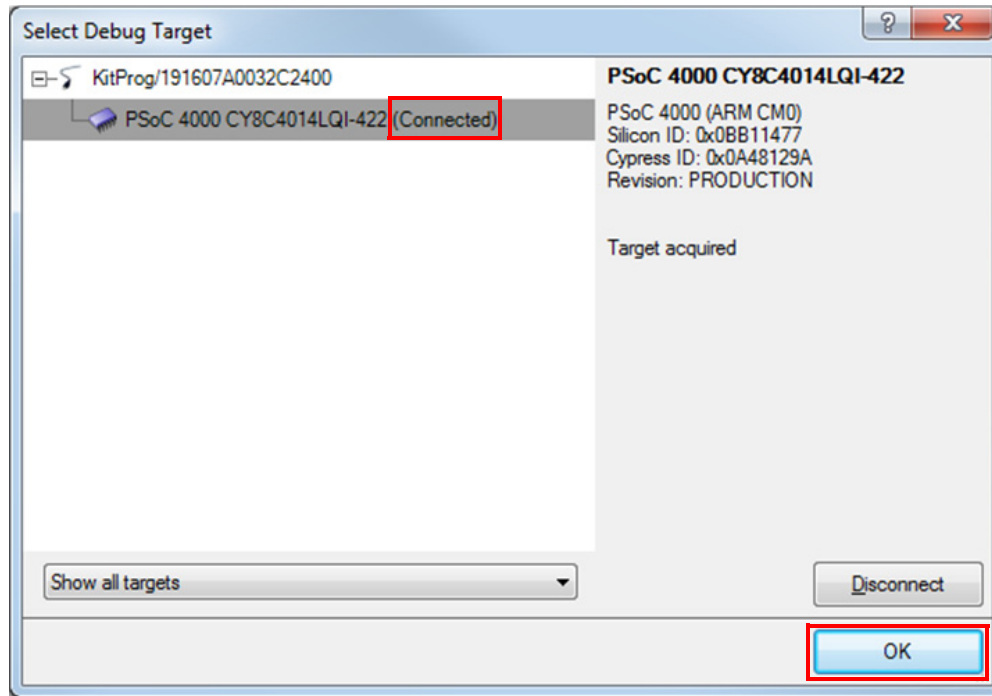 Select Debug Target
KitProg/191607A0032C2400
PSoC 4000 CY8C4014LQI-422 (Connected)
PSoC 4000 CY8C4014LQI-422
PSoC 4000 (ARM CM0)
Silicon ID: 0x0BB11477
Cypress ID: 0x0A48129A
Revision: PRODUCTION
Target acquired
Show all targets
Disconnect
OK